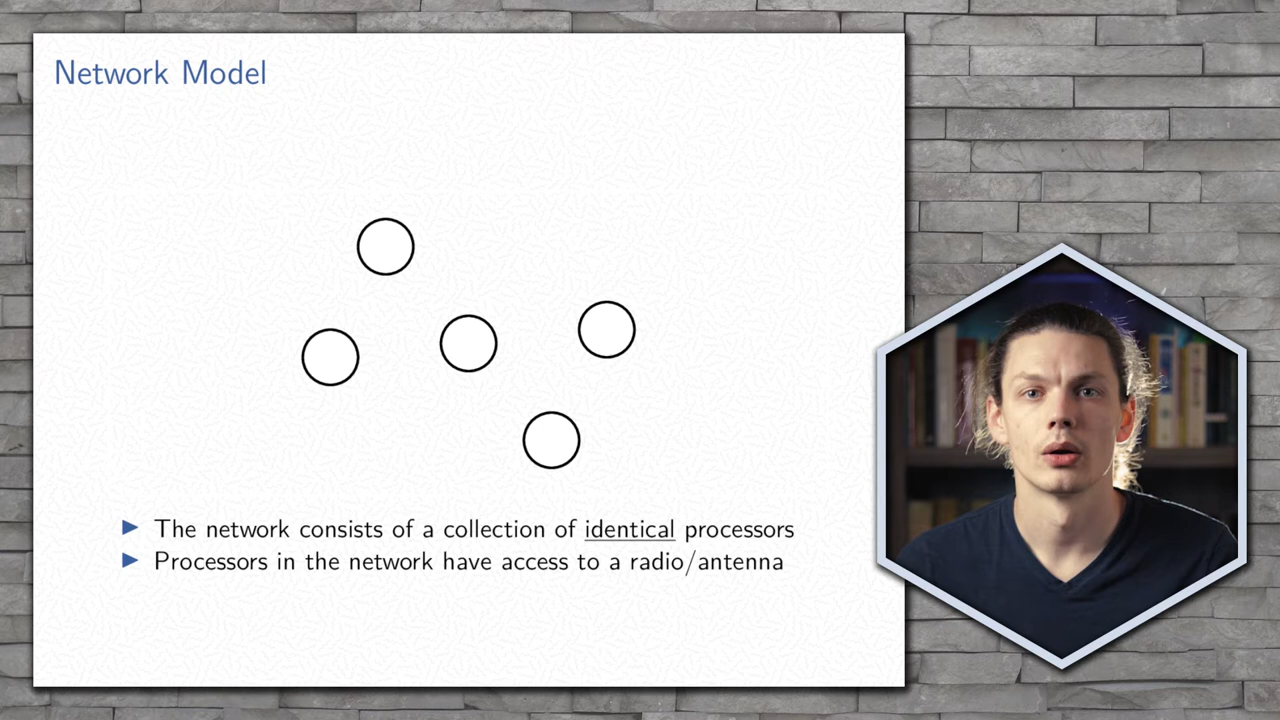 Network Model
The network consists of a collection of identical processors
Processors in the network have access to a radio/antenna